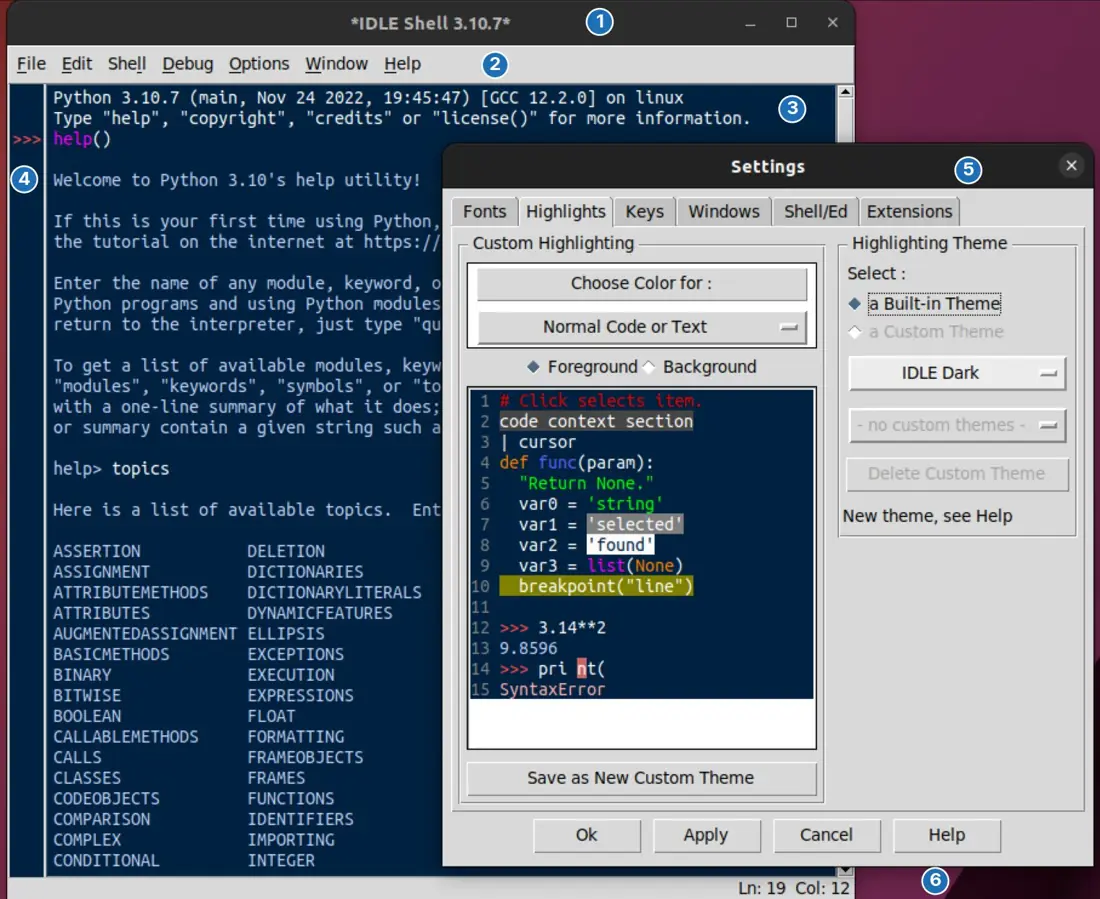 *IDLE Shell 3.10.7*
1
File Edit Shell Debug Options Window Help
2
Python 3.10.7 (main, Nov 24 2022, 19:45:47) [GCC 12.2.0] on linux
Type "help", "copyright", "credits" or "license()" for more information.
3
>>> help()
4
Welcome to Python 3.10's help utility!
If this is your first time using Python,
the tutorial on the internet at https://
Enter the name of any module, keyword, o
Python programs and using Python modules
return to the interpreter, just type "qu
To get a list of available modules, keyw
"modules", "keywords", "symbols", or "to
with a one-line summary of what it does;
or summary contain a given string such a
help> topics
Here is a list of available topics.  Ent
ASSERTION DELETION
ASSIGNMENT DICTIONARIES
ATTRIBUTEMETHODS DICTIONARYLITERALS
ATTRIBUTES DYNAMICFEATURES
AUGMENTEDASSIGNMENT ELLIPSIS
BASICMETHODS EXCEPTIONS
BINARY EXECUTION
BITWISE EXPRESSIONS
BOOLEAN FLOAT
CALLABLEMETHODS FORMATTING
CALLS FRAMEOBJECTS
CLASSES FRAMES
CODEOBJECTS FUNCTIONS
COMPARISON IDENTIFIERS
COMPLEX IMPORTING
CONDITIONAL INTEGER
Settings
5
Fonts Highlights Keys Windows Shell/Ed Extensions
Custom Highlighting
Choose Color for :
Normal Code or Text
Foreground Background
1 # Click selects item.
2 code context section
3 | cursor
4 def func(param):
5 "Return None."
6 var0 = 'string'
7 var1 = 'selected'
8 var2 = 'found'
9 var3 = list(None)
10 breakpoint("line")
11
12 >>> 3.14**2
13 9.8596
14 >>> pri nt(
15 SyntaxError
Save as New Custom Theme
Highlighting Theme
Select :
a Built-in Theme
a Custom Theme
IDLE Dark
- no custom themes -
Delete Custom Theme
New theme, see Help
Ok Apply Cancel Help
Ln: 19 Col: 12
6